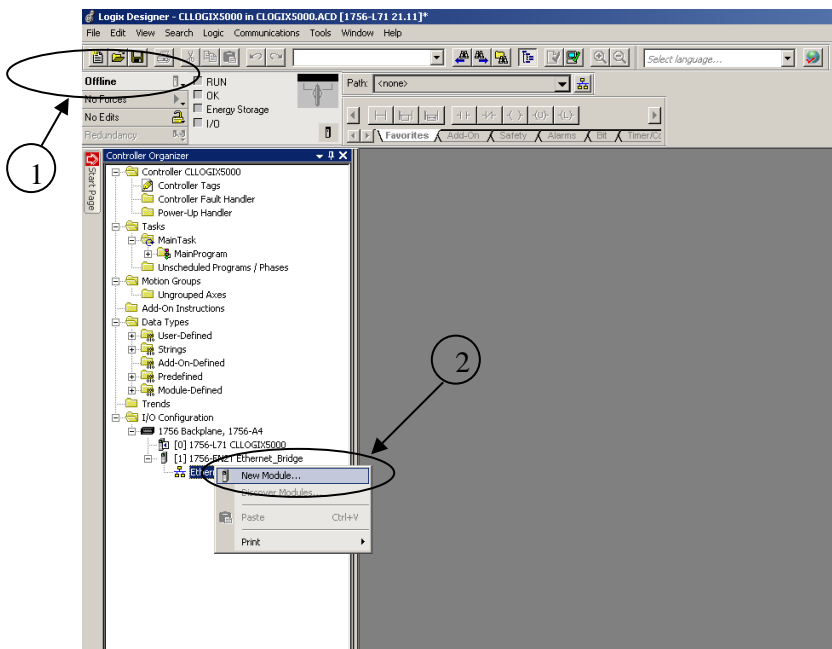 Logix Designer - CLLOGIX5000 in CLOGIX5000.ACD [1756-L71 21.11]*
File Edit View Search Logic Communications Tools Window Help
Select language...
Offline
RUN
Path: <none>
No Forces
OK
No Edits
Energy Storage
Redundancy
I/O
Favorites Add-On Safety Alarms Bit Timer/Cc
1
Start Page
Controller Organizer
Controller CLLOGIX5000
Controller Tags
Controller Fault Handler
Power-Up Handler
Tasks
MainTask
MainProgram
Unscheduled Programs / Phases
Motion Groups
Ungrouped Axes
Add-On Instructions
Data Types
User-Defined
Strings
Add-On-Defined
Predefined
Module-Defined
Trends
I/O Configuration
2
1756 Backplane, 1756-A4
[0] 1756-L71 CLLOGIX5000
[1] 1756-EN2T Ethernet_Bridge
Ethern
New Module...
Discover Modules...
Paste Ctrl+V
Print